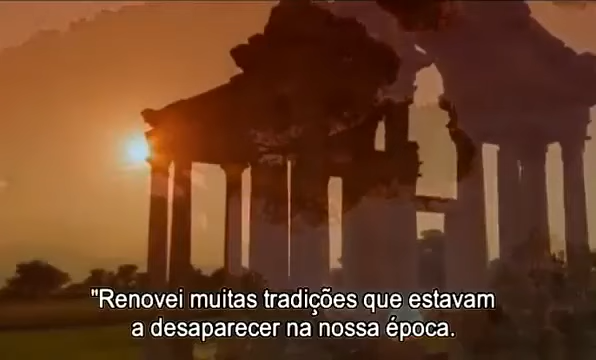 "Renovei muitas tradições que estavam
a desaparecer na nossa época.